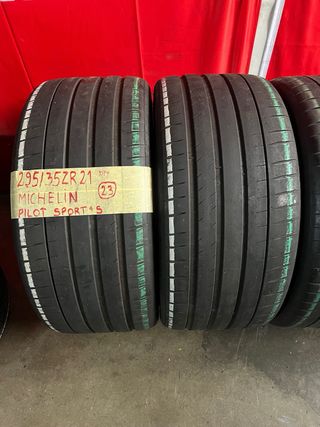 295/35ZR21
(23)
MICHELIN
PILOT SPORT 4S